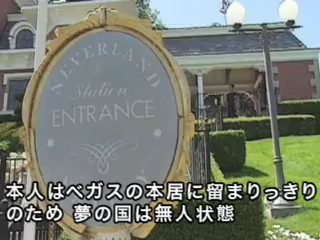 NEVERLAND
Station
ENTRANCE
本人はベガスの本居に留まりっきり
のため 夢の国は無人状態